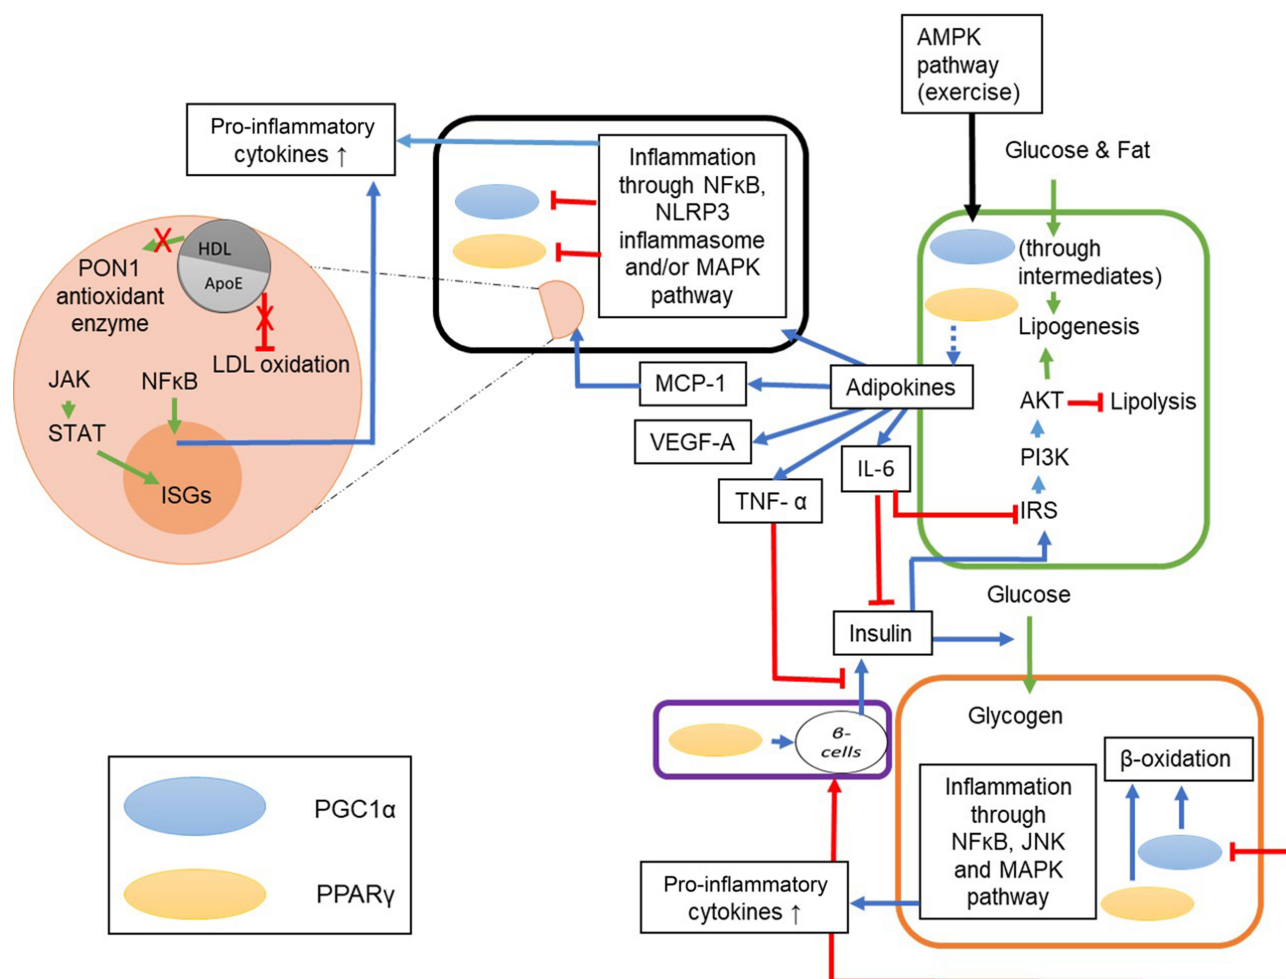 AMPK
pathway
(exercise)
Glucose & Fat
Pro-inflammatory
cytokines ↑
Inflammation
through NFκB,
NLRP3
inflammasome
and/or MAPK
pathway
HDL
ApoE
PON1
antioxidant
enzyme
LDL oxidation
JAK
NFκB
STAT
ISGs
(through
intermediates)
Lipogenesis
AKT
Lipolysis
PI3K
IRS
Adipokines
MCP-1
VEGF-A
IL-6
TNF- α
Glucose
Insulin
Glycogen
β-
cells
β-oxidation
Inflammation
through
NFκB, JNK
and MAPK
pathway
Pro-inflammatory
cytokines ↑
PGC1α
PPARγ